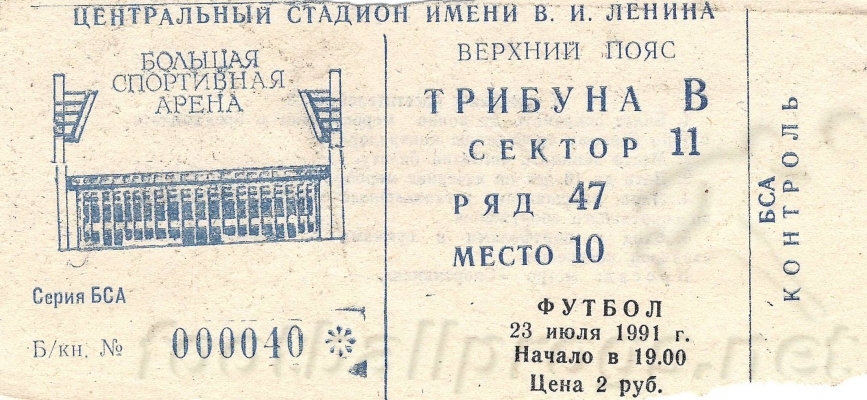 ЦЕНТРАЛЬНЫЙ СТАДИОН ИМЕНИ В. И. ЛЕНИНА
БОЛЬШАЯ
СПОРТИВНАЯ
АРЕНА
Серия БСА
Б/кн. № 000040
ВЕРХНИЙ ПОЯС
ТРИБУНА В
СЕКТОР 11
РЯД 47
МЕСТО 10
ФУТБОЛ
23 июля 1991 г.
Начало в 19.00
Цена 2 руб.
БСА
КОНТРОЛЬ